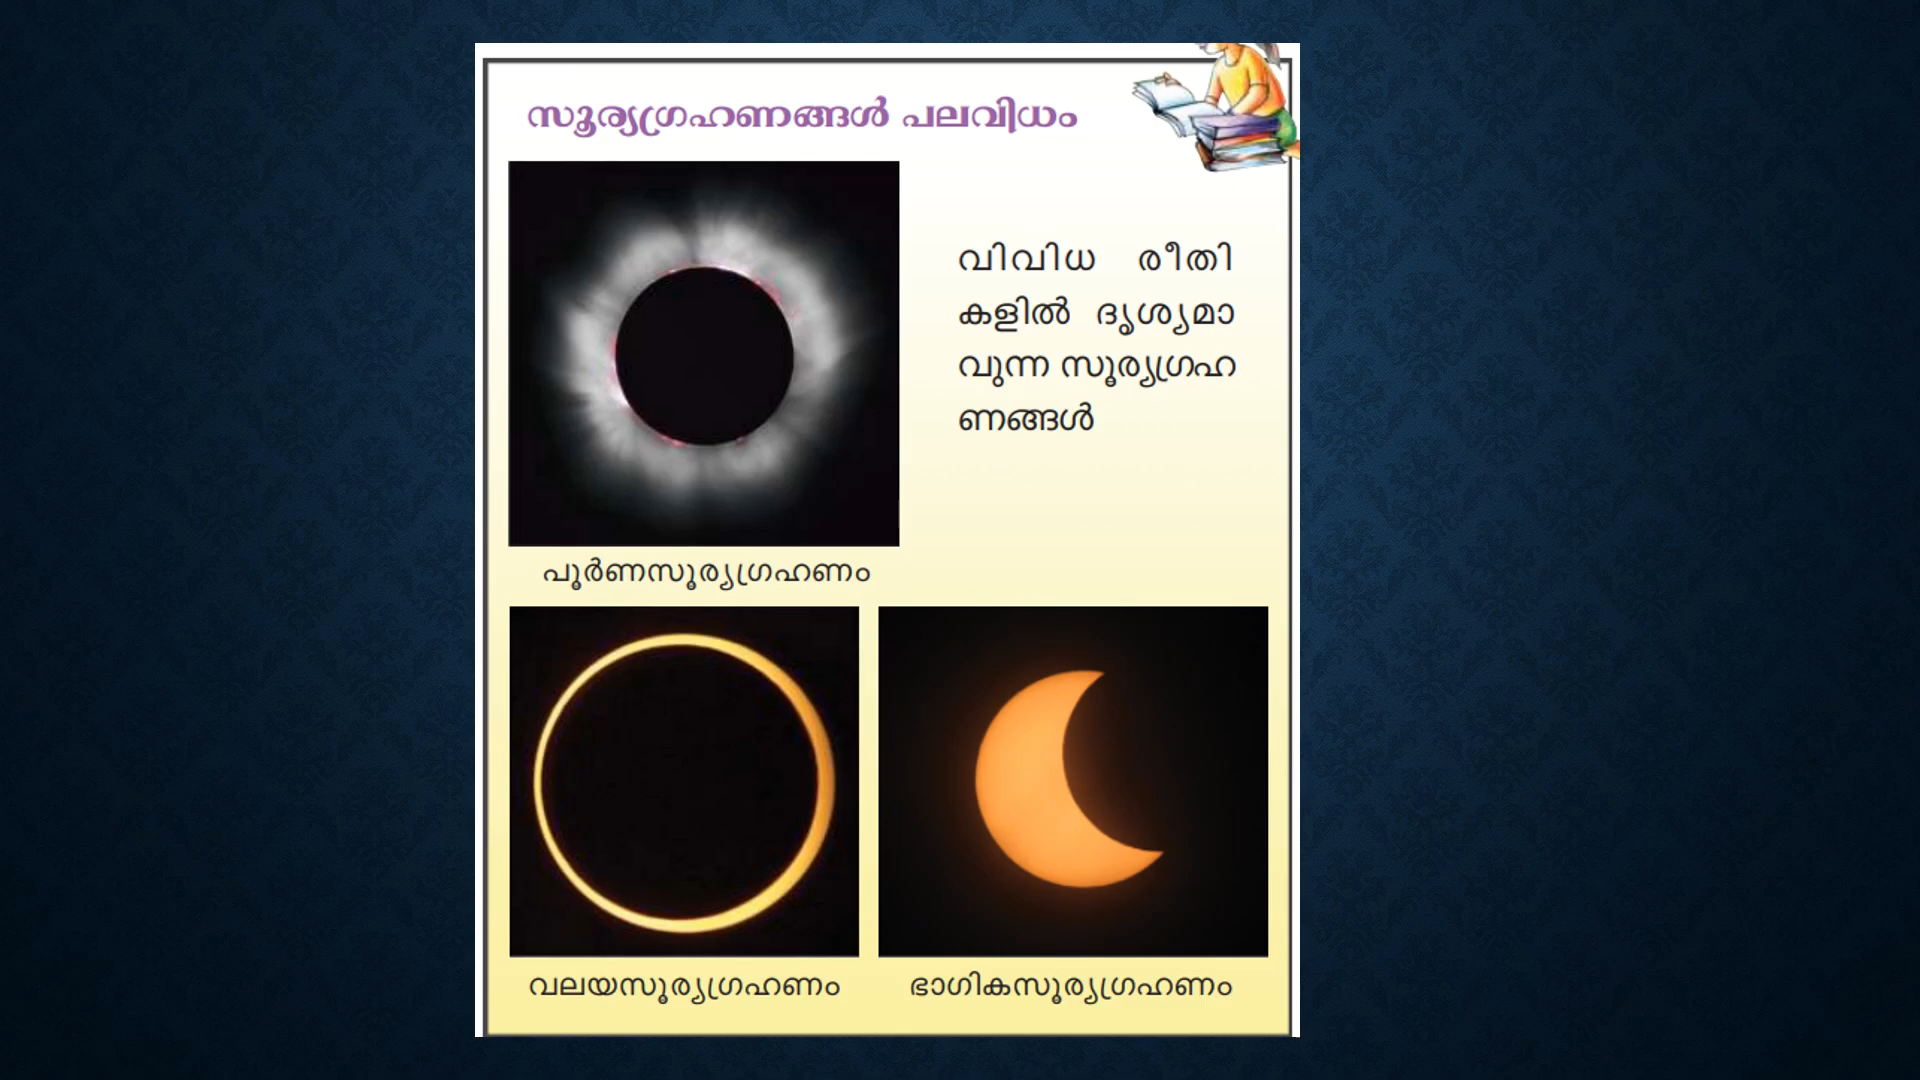 സൂര്യഗ്രഹണങ്ങൾ പലവിധം
വിവിധ രീതി
കളിൽ ദൃശ്യമാ
വുന്ന സൂര്യഗ്രഹ
ണങ്ങൾ
പൂർണസൂര്യഗ്രഹണം
വലയസൂര്യഗ്രഹണം
ഭാഗികസൂര്യഗ്രഹണം